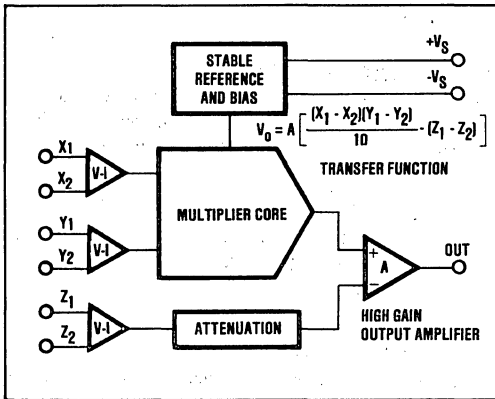 STABLE
REFERENCE
AND BIAS
+VS
-VS
Vo = A [ (X1 - X2)(Y1 - Y2) / 10 - (Z1 - Z2) ]
TRANSFER FUNCTION
X1
X2
V-I
MULTIPLIER CORE
Y1
Y2
V-I
+
A
−
OUT
Z1
Z2
V-I
ATTENUATION
HIGH GAIN
OUTPUT AMPLIFIER